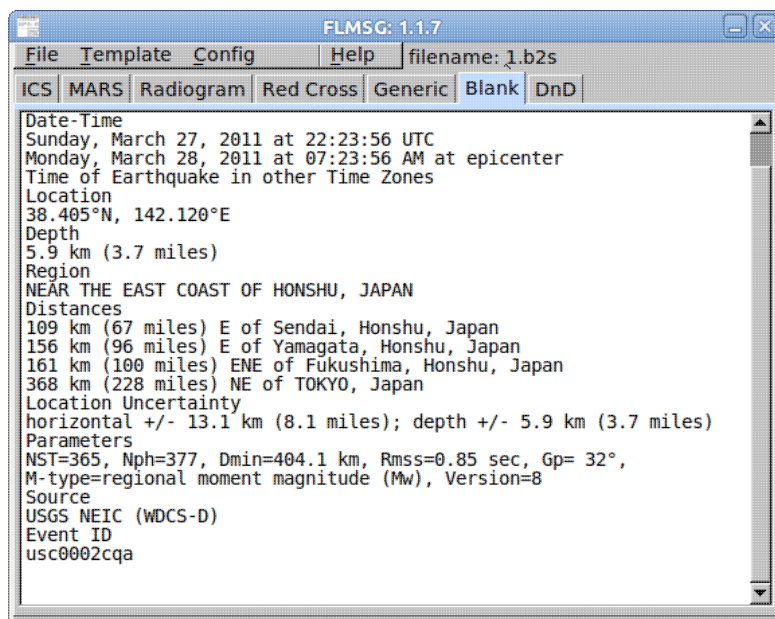 FLMSG: 1.1.7
File Template Config Help filename: 1.b2s
ICS MARS Radiogram Red Cross Generic Blank DnD
Date-Time
Sunday, March 27, 2011 at 22:23:56 UTC
Monday, March 28, 2011 at 07:23:56 AM at epicenter
Time of Earthquake in other Time Zones
Location
38.405°N, 142.120°E
Depth
5.9 km (3.7 miles)
Region
NEAR THE EAST COAST OF HONSHU, JAPAN
Distances
109 km (67 miles) E of Sendai, Honshu, Japan
156 km (96 miles) E of Yamagata, Honshu, Japan
161 km (100 miles) ENE of Fukushima, Honshu, Japan
368 km (228 miles) NE of TOKYO, Japan
Location Uncertainty
horizontal +/- 13.1 km (8.1 miles); depth +/- 5.9 km (3.7 miles)
Parameters
NST=365, Nph=377, Dmin=404.1 km, Rmss=0.85 sec, Gp= 32°,
M-type=regional moment magnitude (Mw), Version=8
Source
USGS NEIC (WDCS-D)
Event ID
usc0002cqa